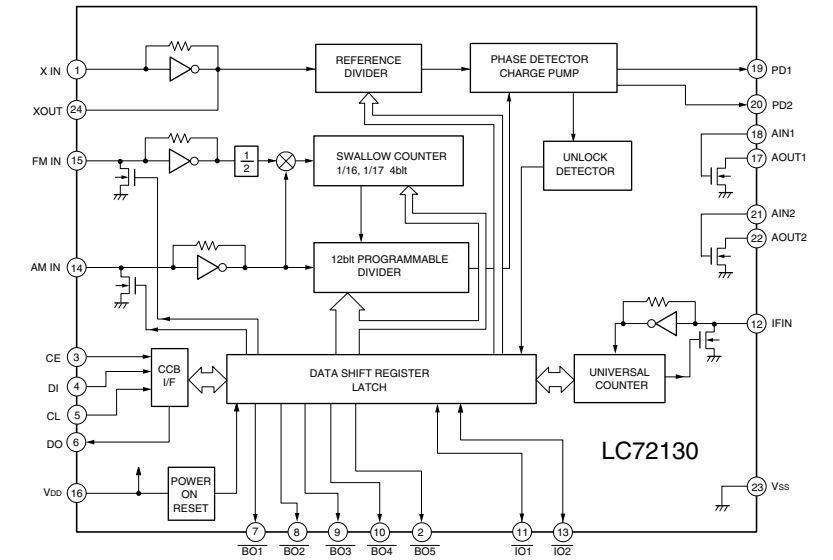 REFERENCE
DIVIDER
PHASE DETECTOR
CHARGE PUMP
X IN 1
19 PD1
XOUT 24
20 PD2
18 AIN1
17 AOUT1
FM IN 15
1
2
SWALLOW COUNTER
1/16, 1/17 4blt
UNLOCK
DETECTOR
21 AIN2
22 AOUT2
AM IN 14
12blt PROGRAMMABLE
DIVIDER
12 IFIN
CE 3
DI 4
CL 5
DO 6
CCB
I/F
DATA SHIFT REGISTER
LATCH
UNIVERSAL
COUNTER
LC72130
VDD 16
POWER
ON
RESET
23 VSS
7 8 9 10 2 11 13
BO1 BO2 BO3 BO4 BO5 IO1 IO2